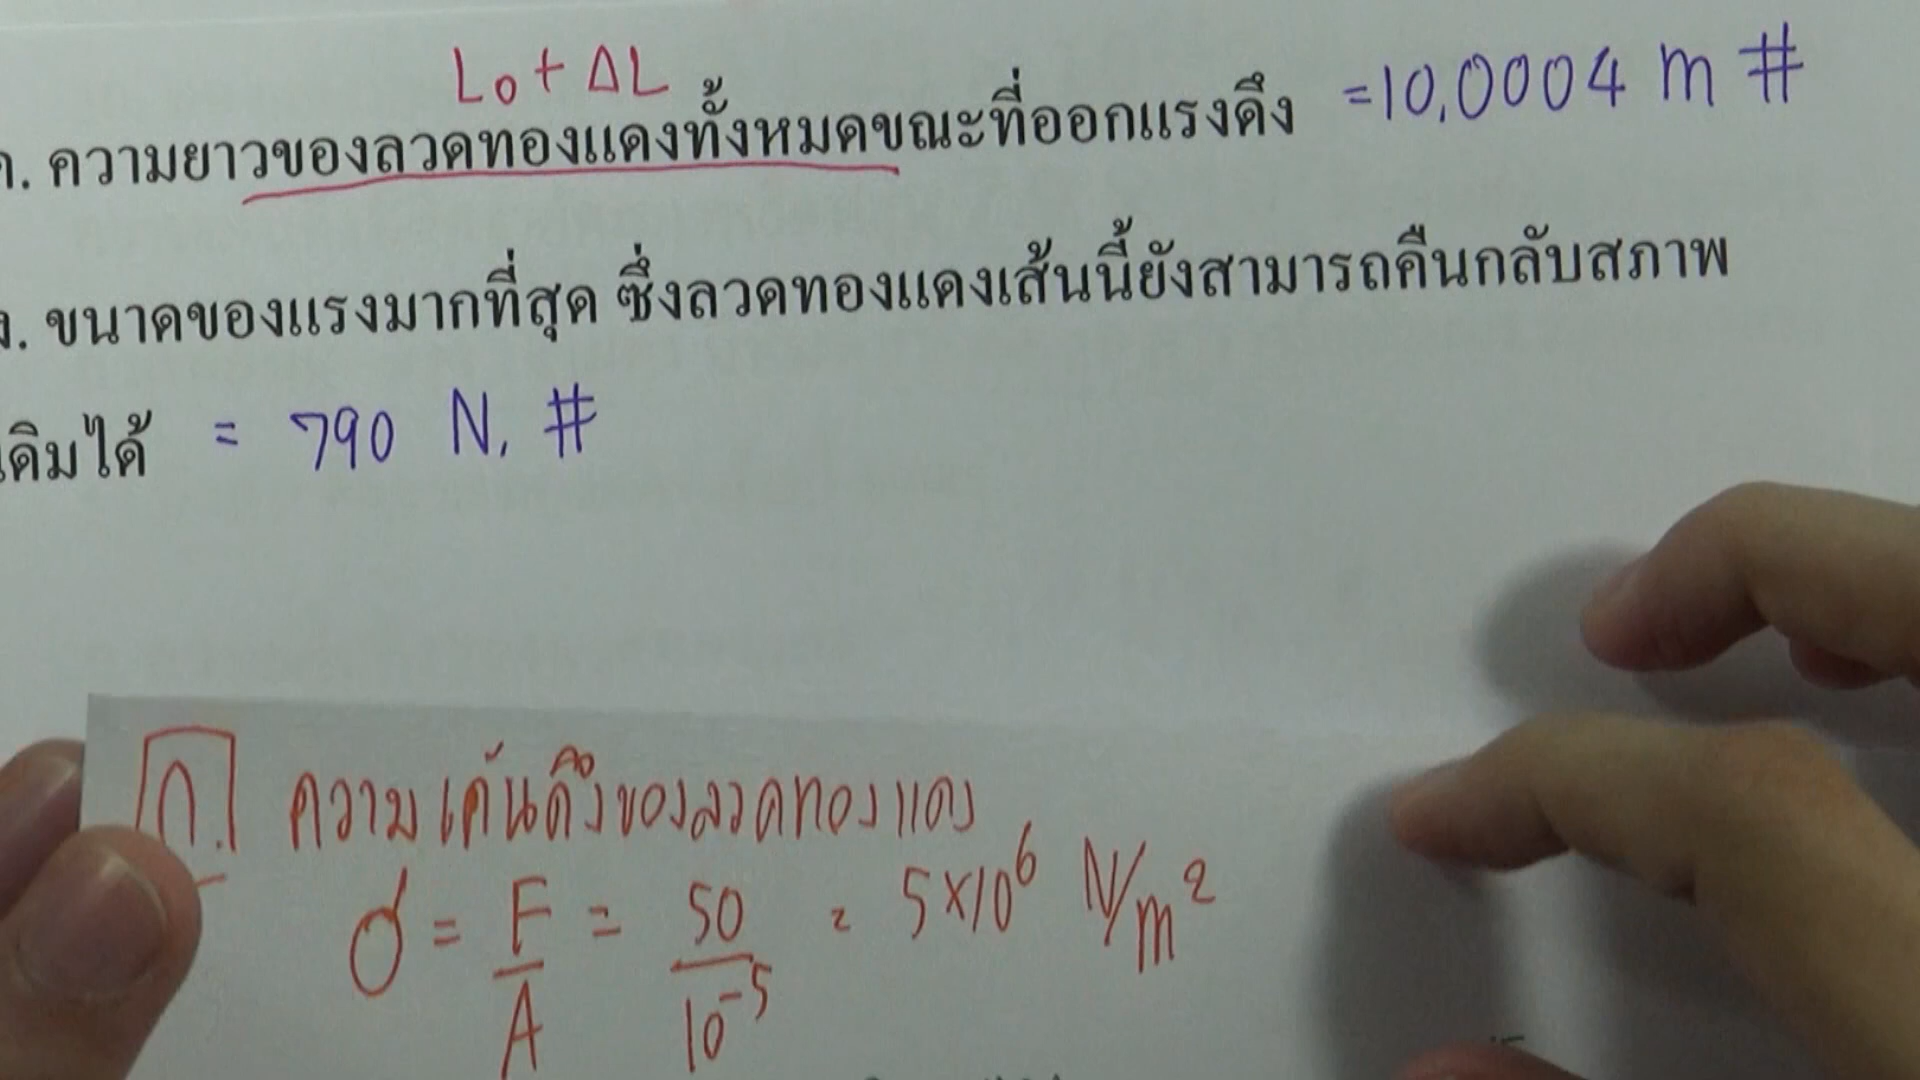 L₀ + ΔL
ค. ความยาวของลวดทองแดงทั้งหมดขณะที่ออกแรงดึง = 10.0004 m #
ง. ขนาดของแรงมากที่สุด ซึ่งลวดทองแดงเส้นนี้ยังสามารถคืนกลับสภาพ
เดิมได้ = 790 N. #
ก. ความเค้นดึงของลวดทองแดง
σ = F/A = 50/10⁻⁵ = 5×10⁶ N/m²